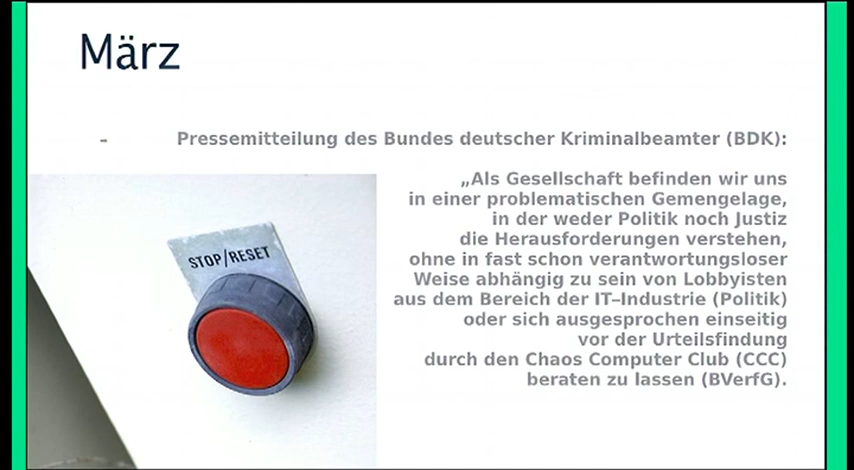 März
- Pressemitteilung des Bundes deutscher Kriminalbeamter (BDK):
„Als Gesellschaft befinden wir uns
in einer problematischen Gemengelage,
in der weder Politik noch Justiz
die Herausforderungen verstehen,
ohne in fast schon verantwortungsloser
Weise abhängig zu sein von Lobbyisten
aus dem Bereich der IT–Industrie (Politik)
oder sich ausgesprochen einseitig
vor der Urteilsfindung
durch den Chaos Computer Club (CCC)
beraten zu lassen (BVerfG).
STOP/RESET